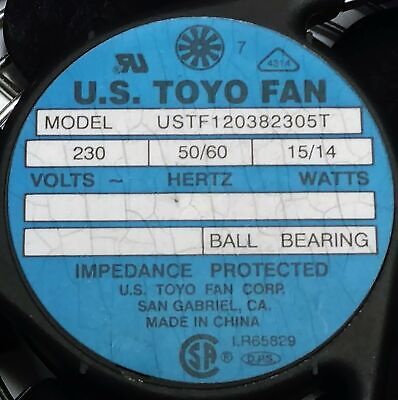 7
4314
U.S. TOYO FAN
MODEL USTF120382305T
230 50/60 15/14
VOLTS ~ HERTZ WATTS
BALL BEARING
IMPEDANCE PROTECTED
U.S. TOYO FAN CORP.
SAN GABRIEL, CA.
MADE IN CHINA
LR65829
SA ® D.P.S.